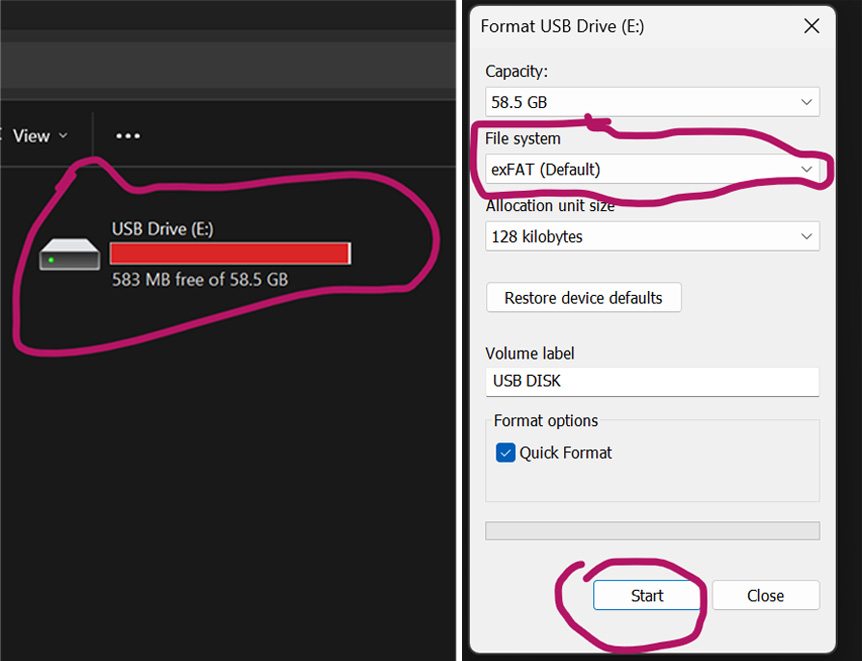 View
USB Drive (E:)
583 MB free of 58.5 GB
Format USB Drive (E:)
Capacity:
58.5 GB
File system
exFAT (Default)
Allocation unit size
128 kilobytes
Restore device defaults
Volume label
USB DISK
Format options
Quick Format
Start Close